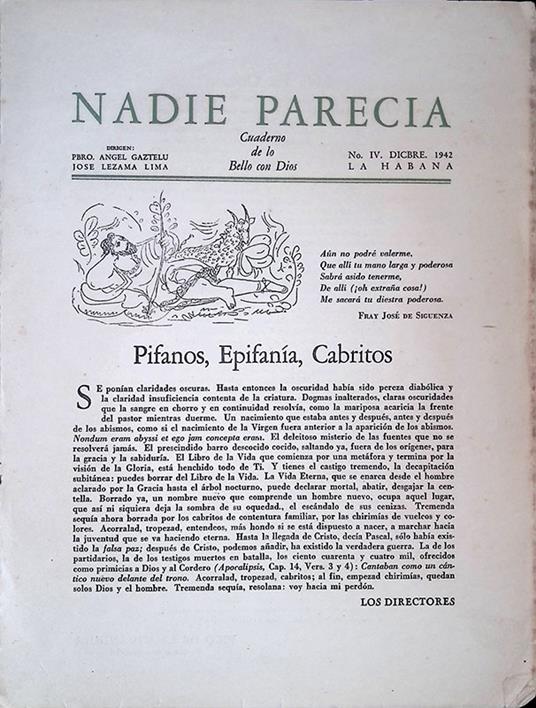 NADIE PARECIA
DIRIGEN:
PBRO. ANGEL GAZTELU
JOSE LEZAMA LIMA
Cuaderno
de lo
Bello con Dios
No. IV. DICBRE. 1942
LA HABANA
Aún no podré valerme,
Que allí tu mano larga y poderosa
Sabrá asido tenerme,
De allí (¡oh extraña cosa!)
Me sacará tu diestra poderosa.
FRAY JOSÉ DE SIGUENZA
Pifanos, Epifanía, Cabritos
SE ponían claridades oscuras. Hasta entonces la oscuridad había sido pereza diabólica y
la claridad insuficiencia contenta de la criatura. Dogmas inalterados, claras oscuridades
que la sangre en chorro y en continuidad resolvía, como la mariposa acaricia la frente
del pastor mientras duerme. Un nacimiento que estaba antes y después, antes y después
de los abismos, como si el nacimiento de la Virgen fuera anterior a la aparición de los abismos.
Nondum eram abyssi et ego jam concepta eram. El deleitoso misterio de las fuentes que no se
resolverá jamás. El prescindido barro descocido cocido, saltando ya, fuera de los orígenes, para
la gracia y la sabiduría. El Libro de la Vida que comienza por una metáfora y termina por la
visión de la Gloria, está henchido todo de Ti. Y tienes el castigo tremendo, la decapitación
subitánea: puedes borrar del Libro de la Vida. La Vida Eterna, que se enarca desde el hombre
aclarado por la Gracia hasta el árbol nocturno, puede declarar mortal, abatir, desgajar la cen-
tella. Borrado ya, un nombre nuevo que comprende un hombre nuevo, ocupa aquel lugar,
que así ni siquiera deja la sombra de su oquedad., el escándalo de sus cenizas. Tremenda
sequía ahora borrada por los cabritos de contentura familiar, por las chirimías de vuelcos y co-
lores. Acorralad, tropezad, entendeos, más hondo si se está dispuesto a nacer, a marchar hacia
la juventud que se va haciendo eterna. Hasta la llegada de Cristo, decía Pascal, sólo había exis-
tido la falsa paz; después de Cristo, podemos añadir, ha existido la verdadera guerra. La de los
partidarios, la de los testigos muertos en batalla, los ciento cuarenta y cuatro mil, ofrecidos
como primicias a Dios y al Cordero (Apocalipsis, Cap. 14, Vers. 3 y 4): Cantaban como un cán-
tico nuevo delante del trono. Acorralad, tropezad, cabritos; al fin, empezad chirimías, quedan
solos Dios y el hombre. Tremenda sequía, resolana: voy hacia mi perdón.
LOS DIRECTORES